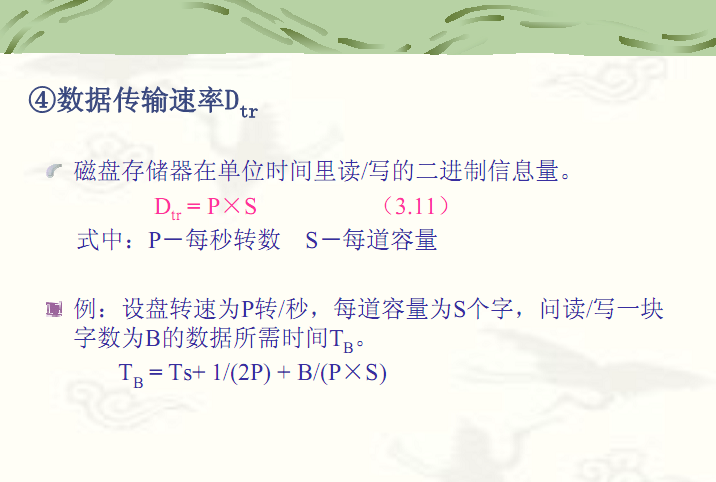 ④数据传输速率Dtr
磁盘存储器在单位时间里读/写的二进制信息量。
Dtr = P×S （3.11）
式中：P－每秒转数 S－每道容量
例：设盘转速为P转/秒，每道容量为S个字，问读/写一块
字数为B的数据所需时间TB。
TB = Ts+ 1/(2P) + B/(P×S)